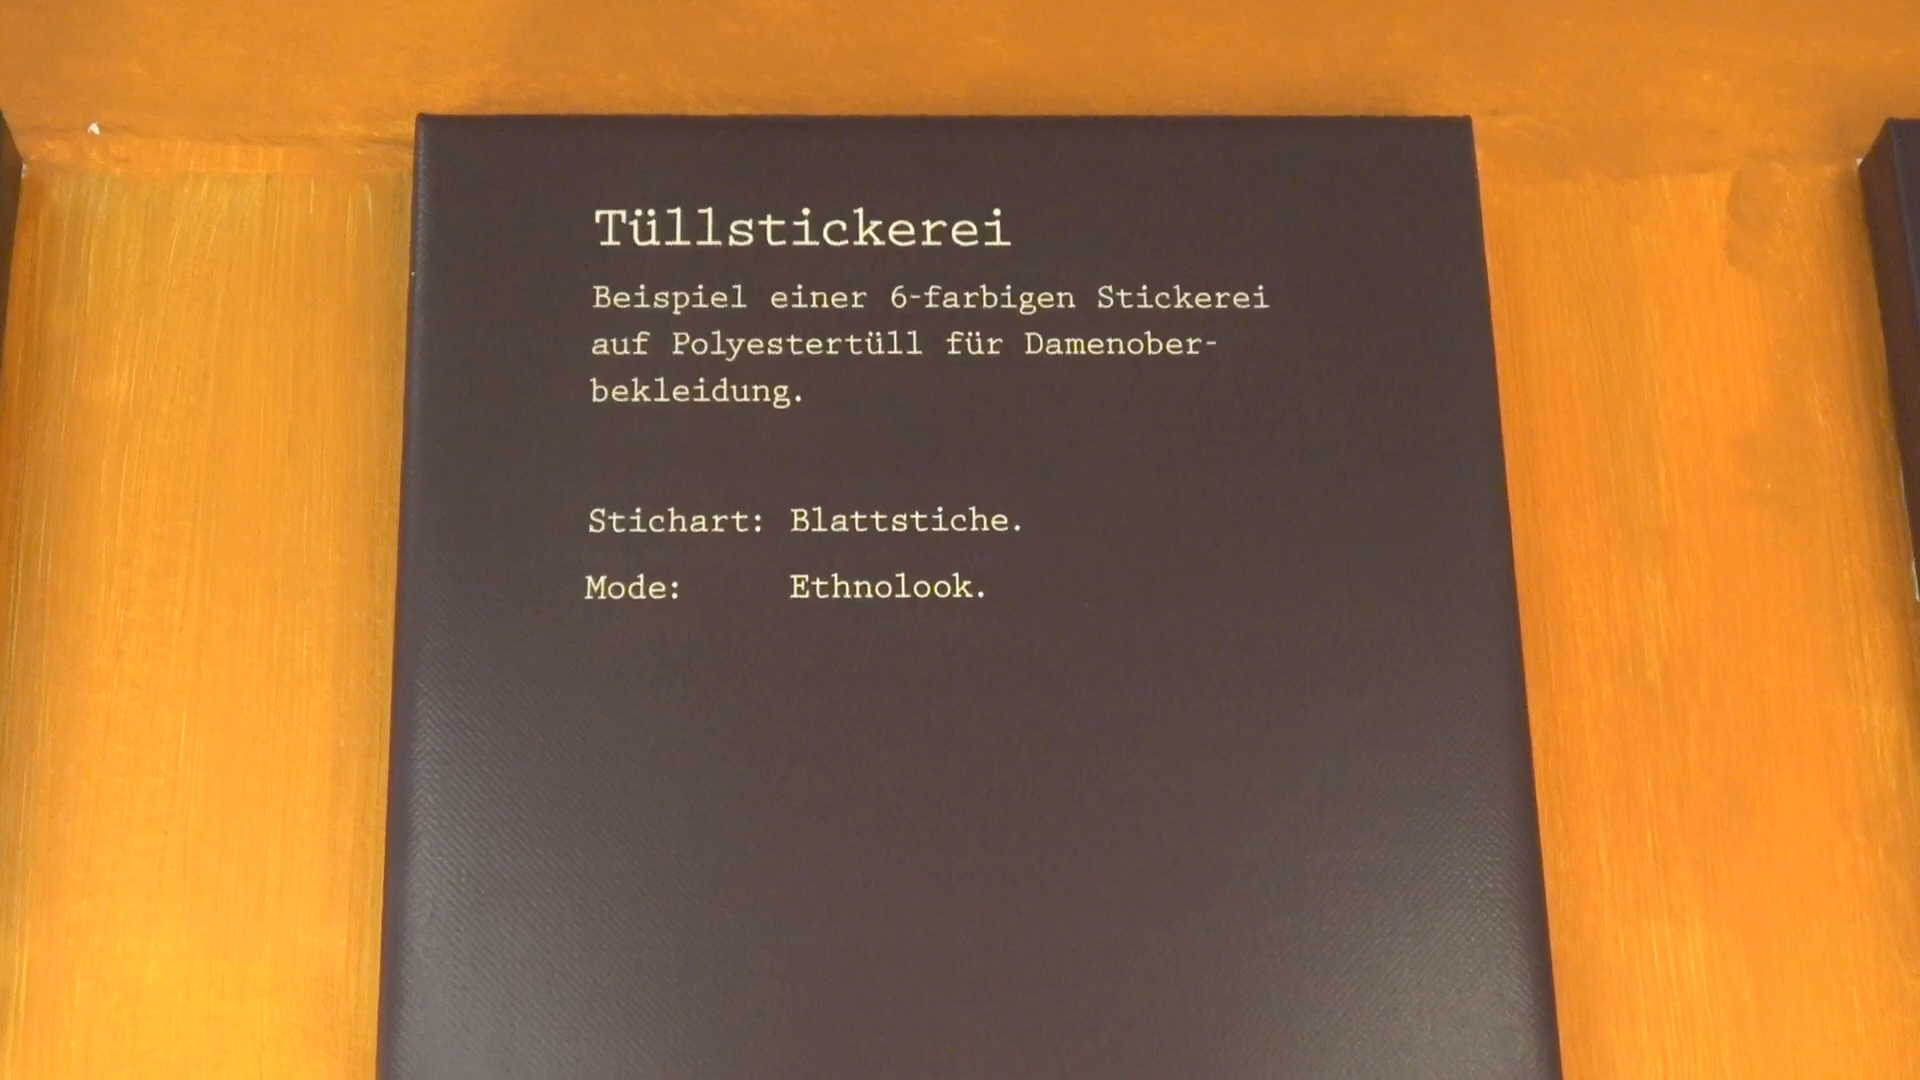 Tüllstickerei
Beispiel einer 6-farbigen Stickerei
auf Polyestertüll für Damenober-
bekleidung.
Stichart: Blattstiche.
Mode: Ethnolook.